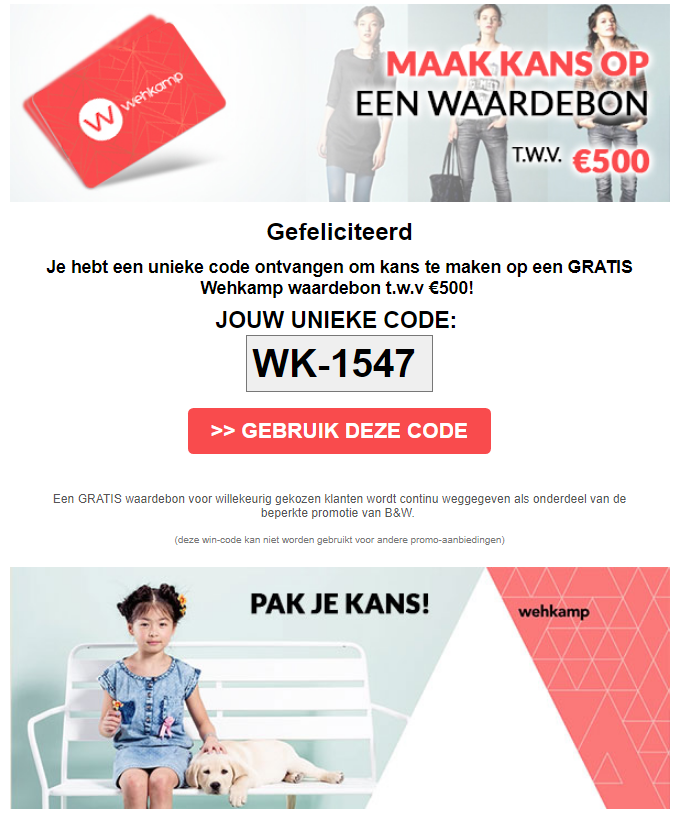 wehkamp
MAAK KANS OP
EEN WAARDEBON
T.W.V. €500
Gefeliciteerd
Je hebt een unieke code ontvangen om kans te maken op een GRATIS
Wehkamp waardebon t.w.v €500!
JOUW UNIEKE CODE:
WK-1547
>> GEBRUIK DEZE CODE
Een GRATIS waardebon voor willekeurig gekozen klanten wordt continu weggegeven als onderdeel van de
beperkte promotie van B&W.
(deze win-code kan niet worden gebruikt voor andere promo-aanbiedingen)
PAK JE KANS!
wehkamp